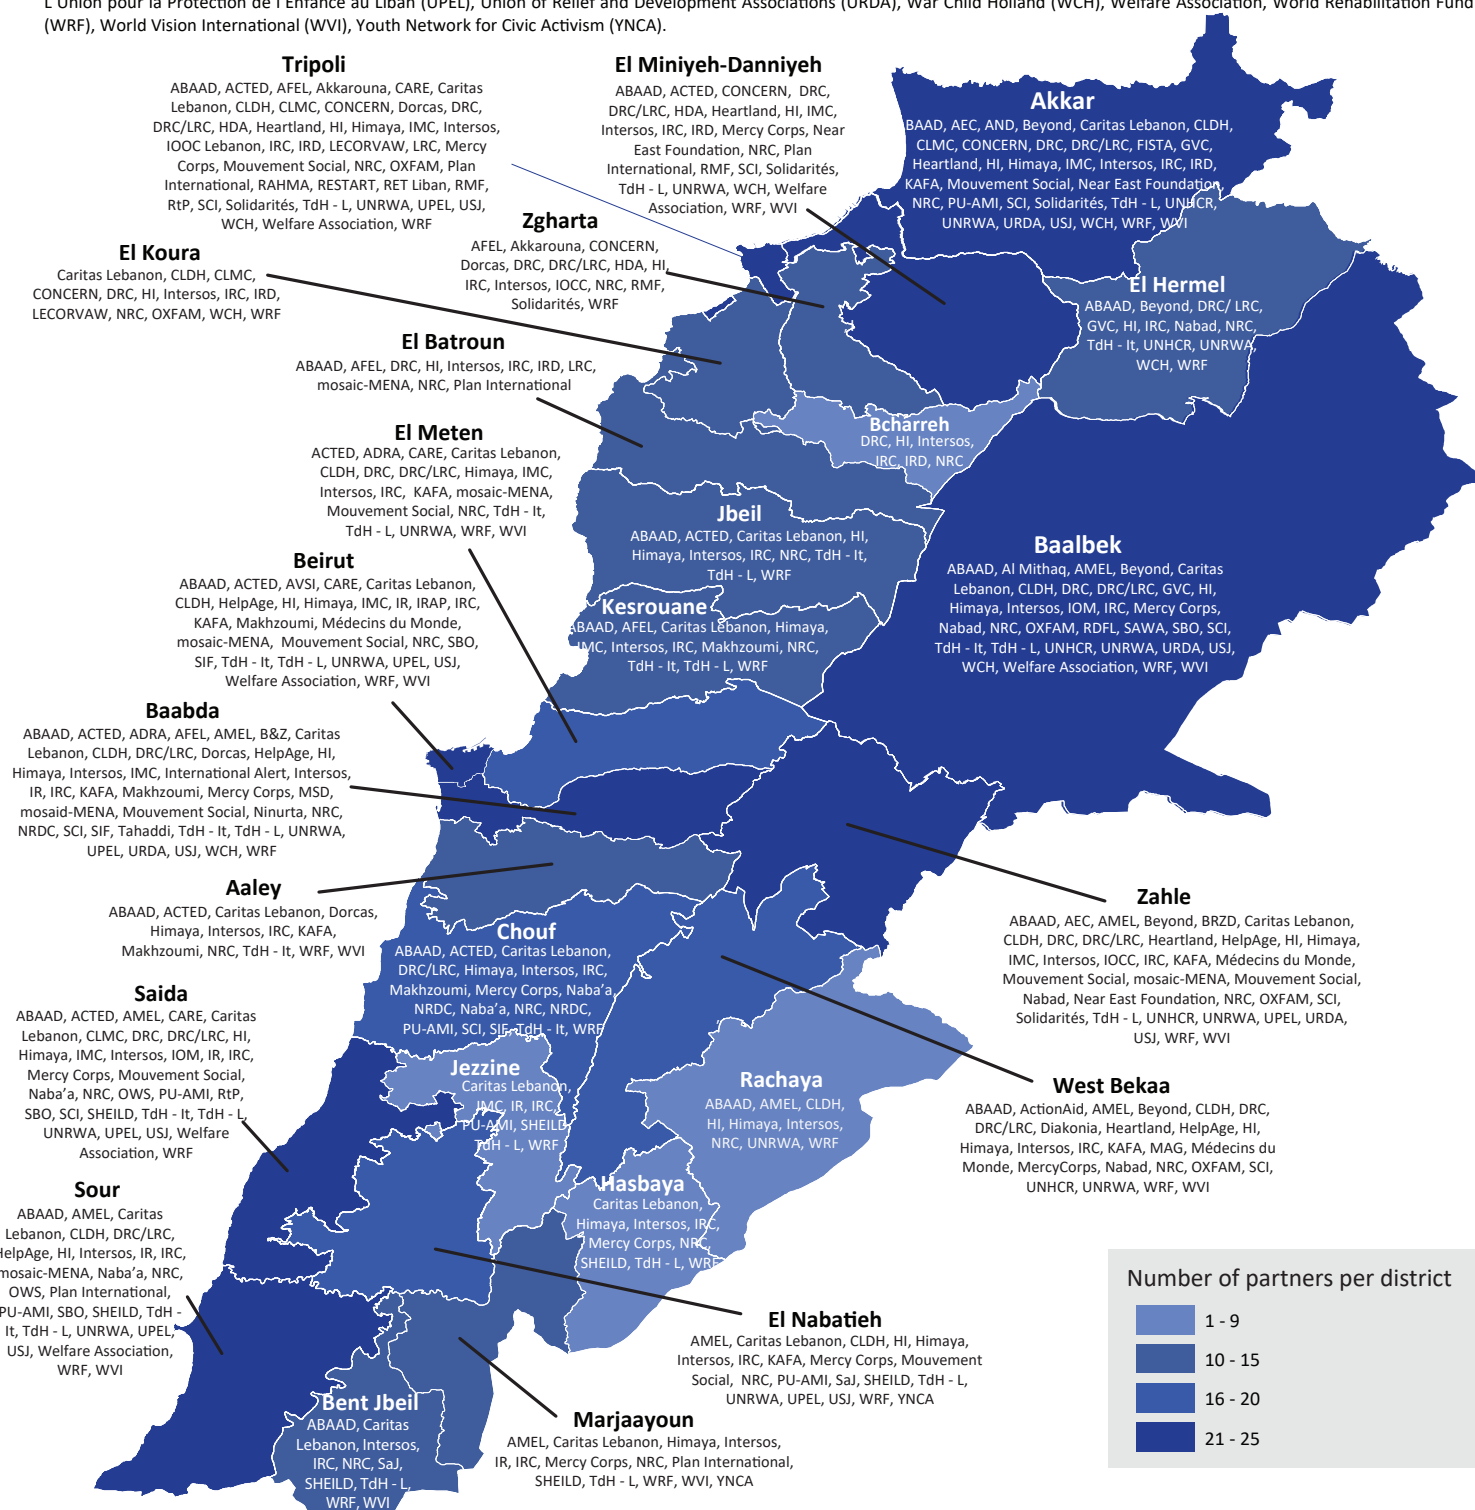 L'Union pour la Protection de l'Enfance au Liban (UPEL), Union of Relief and Development Associations (URDA), War Child Holland (WCH), Welfare Association, World Rehabilitation Fund
(WRF), World Vision International (WVI), Youth Network for Civic Activism (YNCA).
Tripoli
ABAAD, ACTED, AFEL, Akkarouna, CARE, Caritas
Lebanon, CLDH, CLMC, CONCERN, Dorcas, DRC,
DRC/LRC, HDA, Heartland, HI, Himaya, IMC, Intersos,
IOOC Lebanon, IRC, IRD, LECORVAW, LRC, Mercy
Corps, Mouvement Social, NRC, OXFAM, Plan
International, RAHMA, RESTART, RET Liban, RMF,
RtP, SCI, Solidarités, TdH - L, UNRWA, UPEL, USJ,
WCH, Welfare Association, WRF
El Miniyeh-Danniyeh
ABAAD, ACTED, CONCERN, DRC,
DRC/LRC, HDA, Heartland, HI, IMC,
Intersos, IRC, IRD, Mercy Corps, Near
East Foundation, NRC, Plan
International, RMF, SCI, Solidarités,
TdH - L, UNRWA, WCH, Welfare
Association, WRF, WVI
Akkar
BAAD, AEC, AND, Beyond, Caritas Lebanon, CLDH,
CLMC, CONCERN, DRC, DRC/LRC, FISTA, GVC,
Heartland, HI, Himaya, IMC, Intersos, IRC, IRD,
KAFA, Mouvement Social, Near East Foundation,
NRC, PU-AMI, SCI, Solidarités, TdH - L, UNHCR,
UNRWA, URDA, USJ, WCH, WRF, WVI
Zgharta
AFEL, Akkarouna, CONCERN,
Dorcas, DRC, DRC/LRC, HDA, HI,
IRC, Intersos, IOCC, NRC, RMF,
Solidarités, WRF
El Koura
Caritas Lebanon, CLDH, CLMC,
CONCERN, DRC, HI, Intersos, IRC, IRD,
LECORVAW, NRC, OXFAM, WCH, WRF
El Hermel
ABAAD, Beyond, DRC/ LRC,
GVC, HI, IRC, Nabad, NRC,
TdH - It, UNHCR, UNRWA,
WCH, WRF
El Batroun
ABAAD, AFEL, DRC, HI, Intersos, IRC, IRD, LRC,
mosaic-MENA, NRC, Plan International
Bcharreh
DRC, HI, Intersos,
IRC, IRD, NRC
El Meten
ACTED, ADRA, CARE, Caritas Lebanon,
CLDH, DRC, DRC/LRC, Himaya, IMC,
Intersos, IRC, KAFA, mosaic-MENA,
Mouvement Social, NRC, TdH - It,
TdH - L, UNRWA, WRF, WVI
Jbeil
ABAAD, ACTED, Caritas Lebanon, HI,
Himaya, Intersos, IRC, NRC, TdH - It,
TdH - L, WRF
Baalbek
ABAAD, Al Mithaq, AMEL, Beyond, Caritas
Lebanon, CLDH, DRC, DRC/LRC, GVC, HI,
Himaya, Intersos, IOM, IRC, Mercy Corps,
Nabad, NRC, OXFAM, RDFL, SAWA, SBO, SCI,
TdH - It, TdH - L, UNHCR, UNRWA, URDA, USJ,
WCH, Welfare Association, WRF, WVI
Beirut
ABAAD, ACTED, AVSI, CARE, Caritas Lebanon,
CLDH, HelpAge, HI, Himaya, IMC, IR, IRAP, IRC,
KAFA, Makhzoumi, Médecins du Monde,
mosaic-MENA, Mouvement Social, NRC, SBO,
SIF, TdH - It, TdH - L, UNRWA, UPEL, USJ,
Welfare Association, WRF, WVI
Kesrouane
ABAAD, AFEL, Caritas Lebanon, Himaya,
IMC, Intersos, IRC, Makhzoumi, NRC,
TdH - It, TdH - L, WRF
Baabda
ABAAD, ACTED, ADRA, AFEL, AMEL, B&Z, Caritas
Lebanon, CLDH, DRC/LRC, Dorcas, HelpAge, HI,
Himaya, Intersos, IMC, International Alert, Intersos,
IR, IRC, KAFA, Makhzoumi, Mercy Corps, MSD,
mosaid-MENA, Mouvement Social, Ninurta, NRC,
NRDC, SCI, SIF, Tahaddi, TdH - It, TdH - L, UNRWA,
UPEL, URDA, USJ, WCH, WRF
Aaley
ABAAD, ACTED, Caritas Lebanon, Dorcas,
Himaya, Intersos, IRC, KAFA,
Makhzoumi, NRC, TdH - It, WRF, WVI
Chouf
ABAAD, ACTED, Caritas Lebanon,
DRC/LRC, Himaya, Intersos, IRC,
Makhzoumi, Mercy Corps, Naba'a,
NRDC, Naba'a, NRC, NRDC,
PU-AMI, SCI, SIF, TdH - It, WRF
Zahle
ABAAD, AEC, AMEL, Beyond, BRZD, Caritas Lebanon,
CLDH, DRC, DRC/LRC, Heartland, HelpAge, HI, Himaya,
IMC, Intersos, IOCC, IRC, KAFA, Médecins du Monde,
Mouvement Social, mosaic-MENA, Mouvement Social,
Nabad, Near East Foundation, NRC, OXFAM, SCI,
Solidarités, TdH - L, UNHCR, UNRWA, UPEL, URDA,
USJ, WRF, WVI
Saida
ABAAD, ACTED, AMEL, CARE, Caritas
Lebanon, CLMC, DRC, DRC/LRC, HI,
Himaya, IMC, Intersos, IOM, IR, IRC,
Mercy Corps, Mouvement Social,
Naba'a, NRC, OWS, PU-AMI, RtP,
SBO, SCI, SHEILD, TdH - It, TdH - L,
UNRWA, UPEL, USJ, Welfare
Association, WRF
Jezzine
Caritas Lebanon,
IMC, IR, IRC,
PU-AMI, SHEILD,
TdH - L, WRF
Rachaya
ABAAD, AMEL, CLDH,
HI, Himaya, Intersos,
NRC, UNRWA, WRF
West Bekaa
ABAAD, ActionAid, AMEL, Beyond, CLDH, DRC,
DRC/LRC, Diakonia, Heartland, HelpAge, HI,
Himaya, Intersos, IRC, KAFA, MAG, Médecins du
Monde, MercyCorps, Nabad, NRC, OXFAM, SCI,
UNHCR, UNRWA, WRF, WVI
Sour
ABAAD, AMEL, Caritas
Lebanon, CLDH, DRC/LRC,
HelpAge, HI, Intersos, IR, IRC,
mosaic-MENA, Naba'a, NRC,
OWS, Plan International,
PU-AMI, SBO, SHEILD, TdH -
It, TdH - L, UNRWA, UPEL,
USJ, Welfare Association,
WRF, WVI
Hasbaya
Caritas Lebanon,
Himaya, Intersos, IRC,
Mercy Corps, NRC,
SHEILD, TdH - L, WRF
El Nabatieh
AMEL, Caritas Lebanon, CLDH, HI, Himaya,
Intersos, IRC, KAFA, Mercy Corps, Mouvement
Social, NRC, PU-AMI, SaJ, SHEILD, TdH - L,
UNRWA, UPEL, USJ, WRF, YNCA
Bent Jbeil
ABAAD, Caritas
Lebanon, Intersos,
IRC, NRC, SaJ,
SHEILD, TdH - L,
WRF, WVI
Marjaayoun
AMEL, Caritas Lebanon, Himaya, Intersos,
IR, IRC, Mercy Corps, NRC, Plan International,
SHEILD, TdH - L, WRF, WVI, YNCA
Number of partners per district
1 - 9
10 - 15
16 - 20
21 - 25